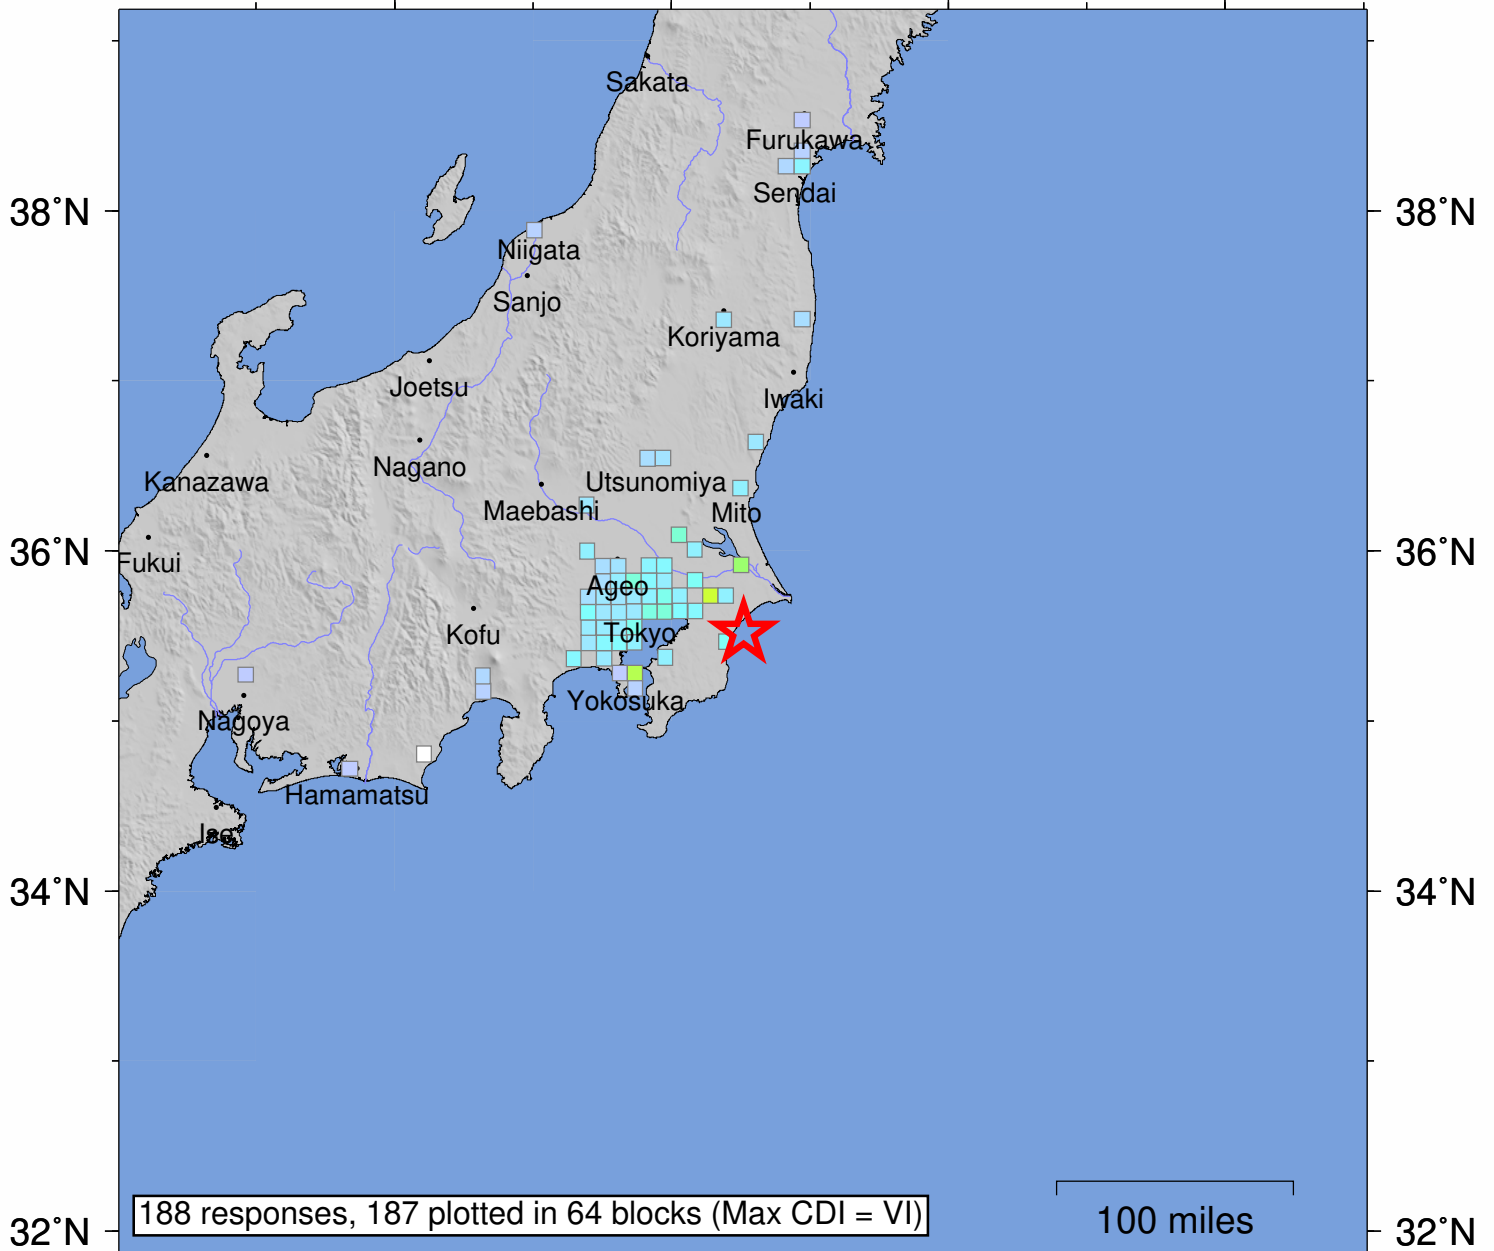 Sakata
Furukawa
Sendai
38°N
38°N
Niigata
Sanjo
Koriyama
Joetsu
Iwaki
Nagano
Kanazawa
Utsunomiya
Maebashi
Mito
36°N
36°N
Fukui
Ageo
Kofu
Tokyo
Yokosuka
Nagoya
Hamamatsu
Ise
34°N
34°N
188 responses, 187 plotted in 64 blocks (Max CDI = VI)
100 miles
32°N
32°N